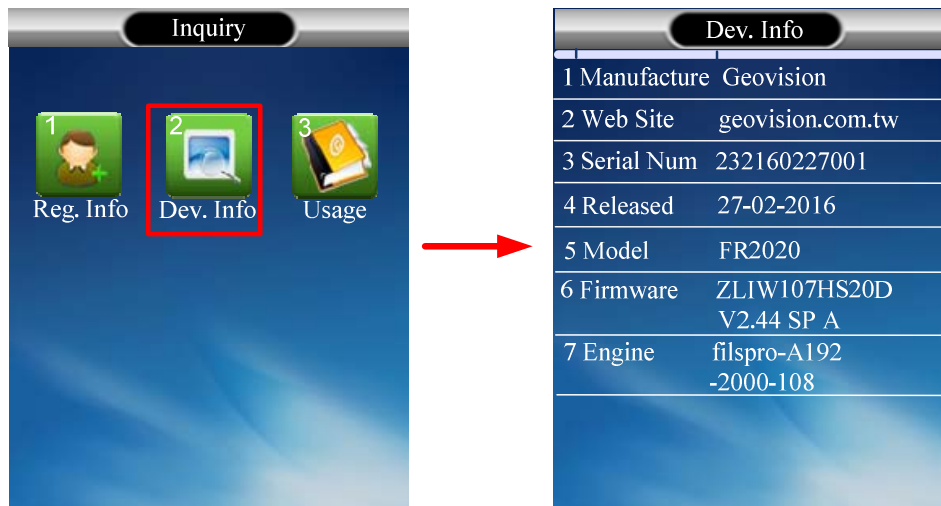 Inquiry
1
2
3
Reg. Info
Dev. Info
Usage
Dev. Info
1 Manufacture Geovision
2 Web Site geovision.com.tw
3 Serial Num 232160227001
4 Released 27-02-2016
5 Model FR2020
6 Firmware ZLIW107HS20D
V2.44 SP A
7 Engine filspro-A192
-2000-108